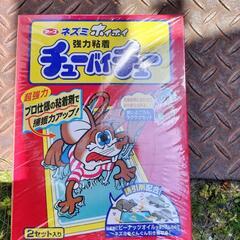 アース
ネズミホイホイ
強力粘着
チューバイチュー
超強力
プロ仕様の粘着剤で
捕獲力アップ!
誘引剤配合!
2セット入り